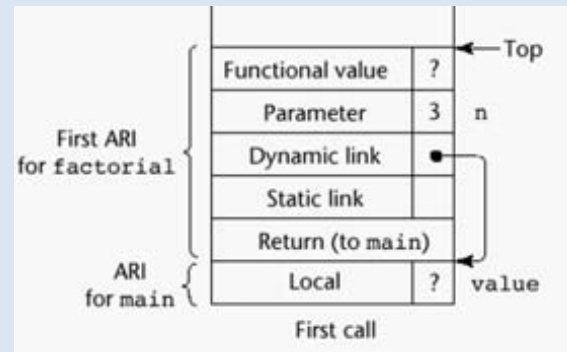 Top
Functional value ?
Parameter 3 n
First ARI
for factorial
Dynamic link
Static link
Return (to main)
ARI
for main
Local ? value
First call